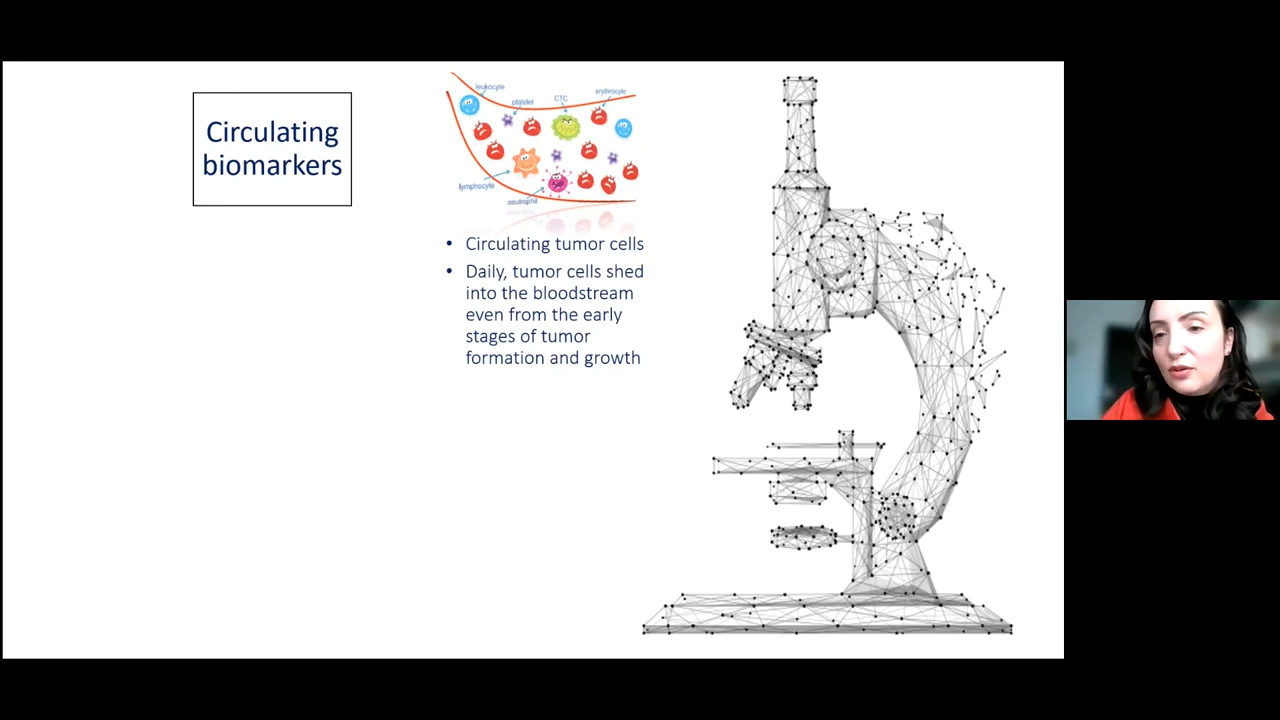 Circulating
biomarkers
leukocyte
platelet
CTC
erythrocyte
lymphocyte
neutrophil
• Circulating tumor cells
• Daily, tumor cells shed
into the bloodstream
even from the early
stages of tumor
formation and growth